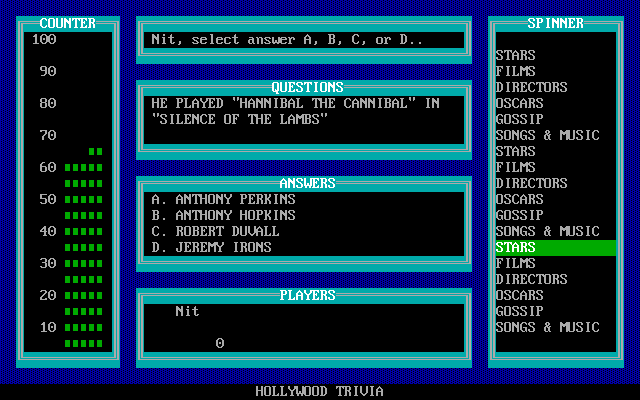 COUNTER
100
90
80
70
60
50
40
30
20
10
Nit, select answer A, B, C, or D..
QUESTIONS
HE PLAYED "HANNIBAL THE CANNIBAL" IN
"SILENCE OF THE LAMBS"
ANSWERS
A. ANTHONY PERKINS
B. ANTHONY HOPKINS
C. ROBERT DUVALL
D. JEREMY IRONS
PLAYERS
Nit
0
SPINNER
STARS
FILMS
DIRECTORS
OSCARS
GOSSIP
SONGS & MUSIC
STARS
FILMS
DIRECTORS
OSCARS
GOSSIP
SONGS & MUSIC
STARS
FILMS
DIRECTORS
OSCARS
GOSSIP
SONGS & MUSIC
HOLLYWOOD TRIVIA